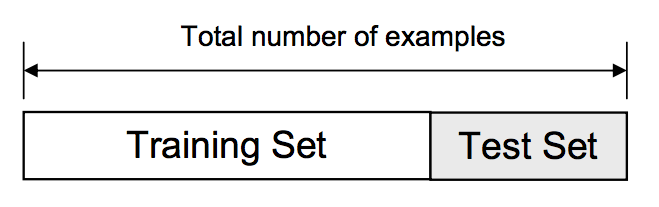 Total number of examples
Training Set
Test Set